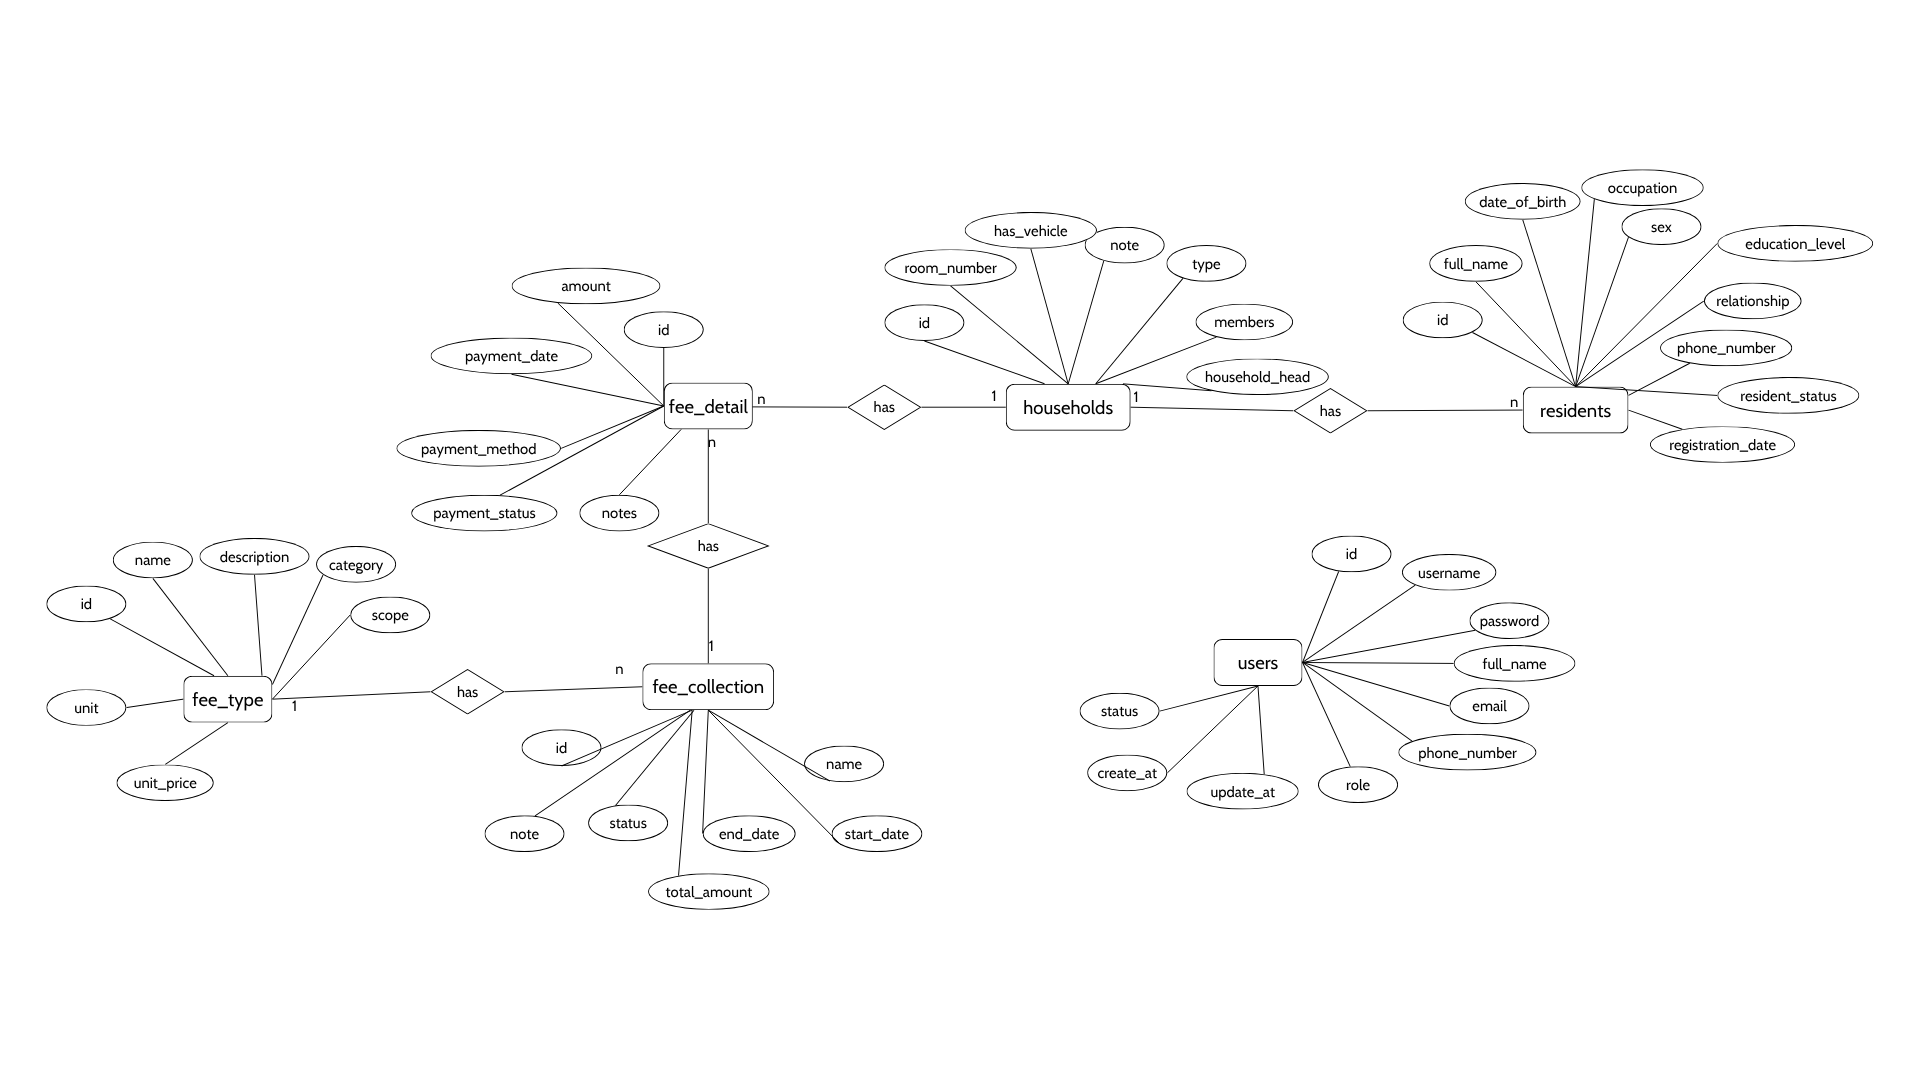 occupation
date_of_birth
sex
has_vehicle
note
education_level
full_name
type
room_number
amount
relationship
id
members
id
id
phone_number
payment_date
household_head
resident_status
fee_detail
n
has
1
households
1
has
n
residents
n
registration_date
payment_method
payment_status
notes
has
id
name
description
category
username
id
scope
password
1
users
full_name
n
fee_collection
has
fee_type
1
unit
status
email
id
name
phone_number
unit_price
create_at
update_at
role
note
status
end_date
start_date
total_amount